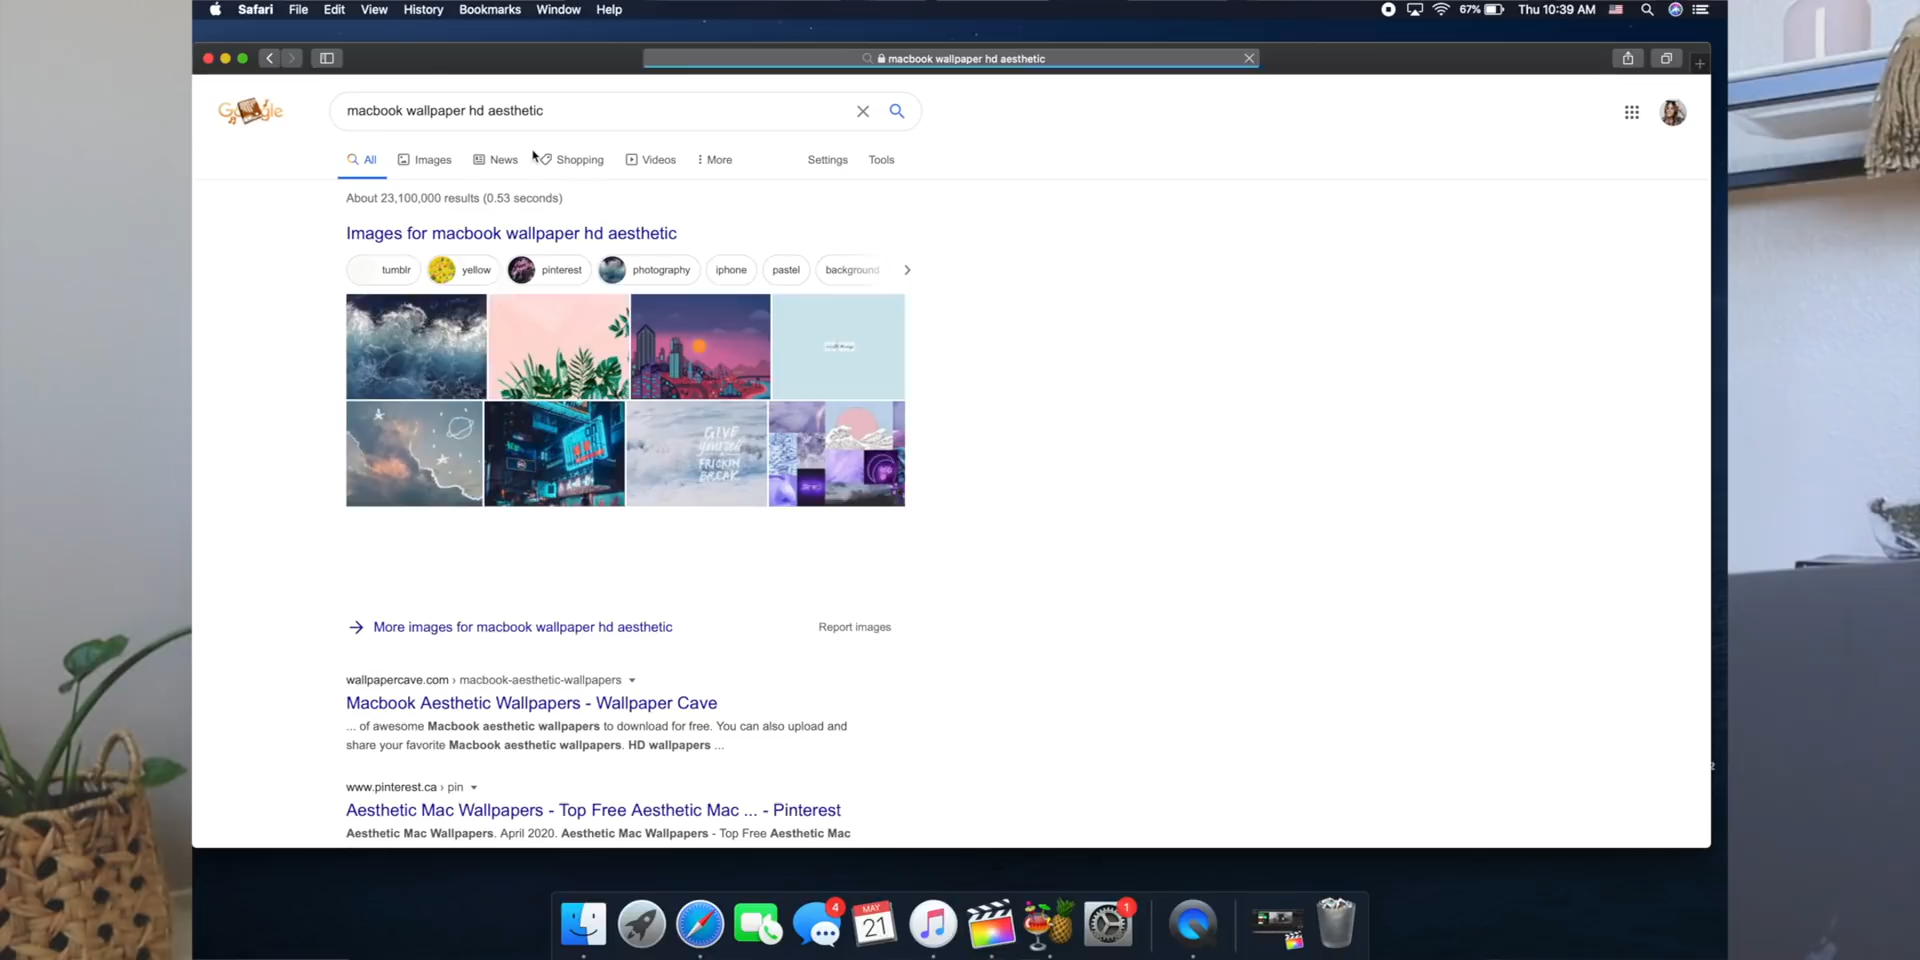 Safari File Edit View History Bookmarks Window Help
67% Thu 10:39 AM
macbook wallpaper hd aesthetic
Google
macbook wallpaper hd aesthetic
All Images News Shopping Videos More Settings Tools
About 23,100,000 results (0.53 seconds)
Images for macbook wallpaper hd aesthetic
tumblr yellow pinterest photography iphone pastel background
GIVE
yourself
a
FRICKIN
BREAK
More images for macbook wallpaper hd aesthetic Report images
wallpapercave.com › macbook-aesthetic-wallpapers
Macbook Aesthetic Wallpapers - Wallpaper Cave
... of awesome Macbook aesthetic wallpapers to download for free. You can also upload and
share your favorite Macbook aesthetic wallpapers. HD wallpapers ...
www.pinterest.ca › pin
Aesthetic Mac Wallpapers - Top Free Aesthetic Mac ... - Pinterest
Aesthetic Mac Wallpapers. April 2020. Aesthetic Mac Wallpapers - Top Free Aesthetic Mac
4
MAY
21
1